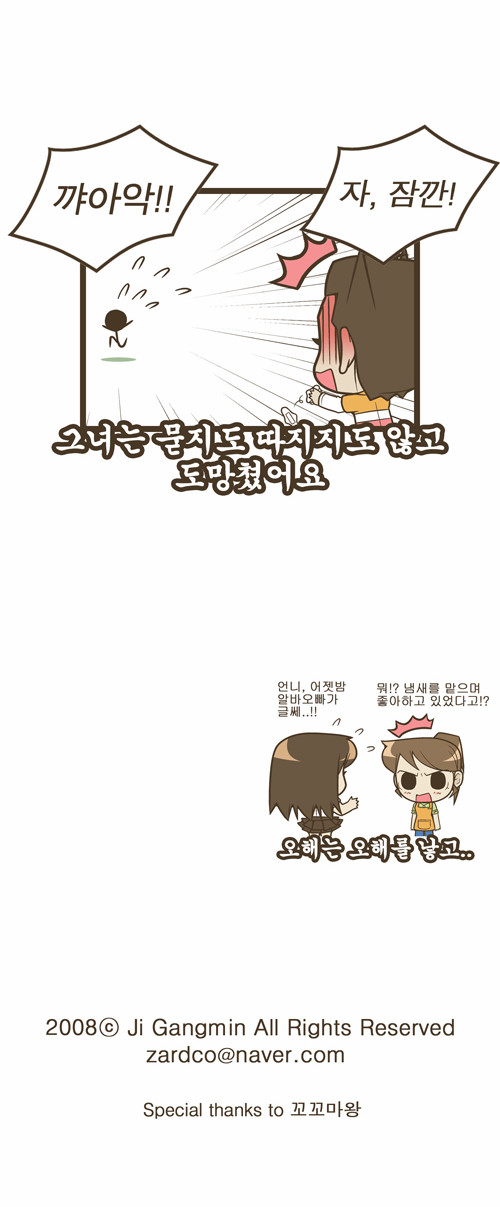 꺄아악!!
자, 잠깐!
그녀는 묻지도 따지지도 않고
도망쳤어요
언니, 어젯밤
알바오빠가
글쎄..!!
뭐!? 냄새를 맡으며
좋아하고 있었다고!?
오해는 오해를 낳고..
2008ⓒ Ji Gangmin All Rights Reserved
zardco@naver.com
Special thanks to 꼬꼬마왕